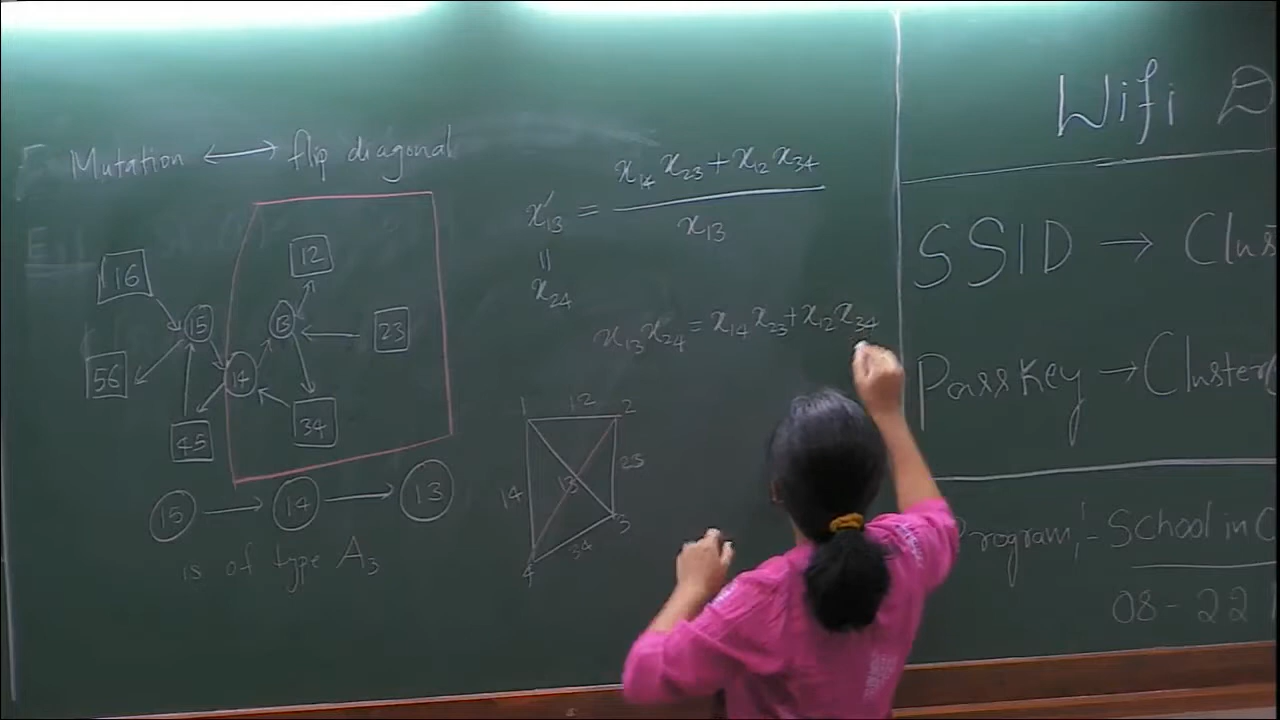 Mutation ⟷ flip diagonal
16
12
15
13
23
56
14
45
34
15 → 14 → 13
is of type A₃
x'₁₃ = (x₁₄ x₂₃ + x₁₂ x₃₄) / x₁₃
=
x₂₄
x₁₃ x₂₄ = x₁₄ x₂₃ + x₁₂ x₃₄
1 12 2
23
14 13
3
34
4
Wifi
SSID → Clust
PassKey → Cluster
Program:- School in C
08-22